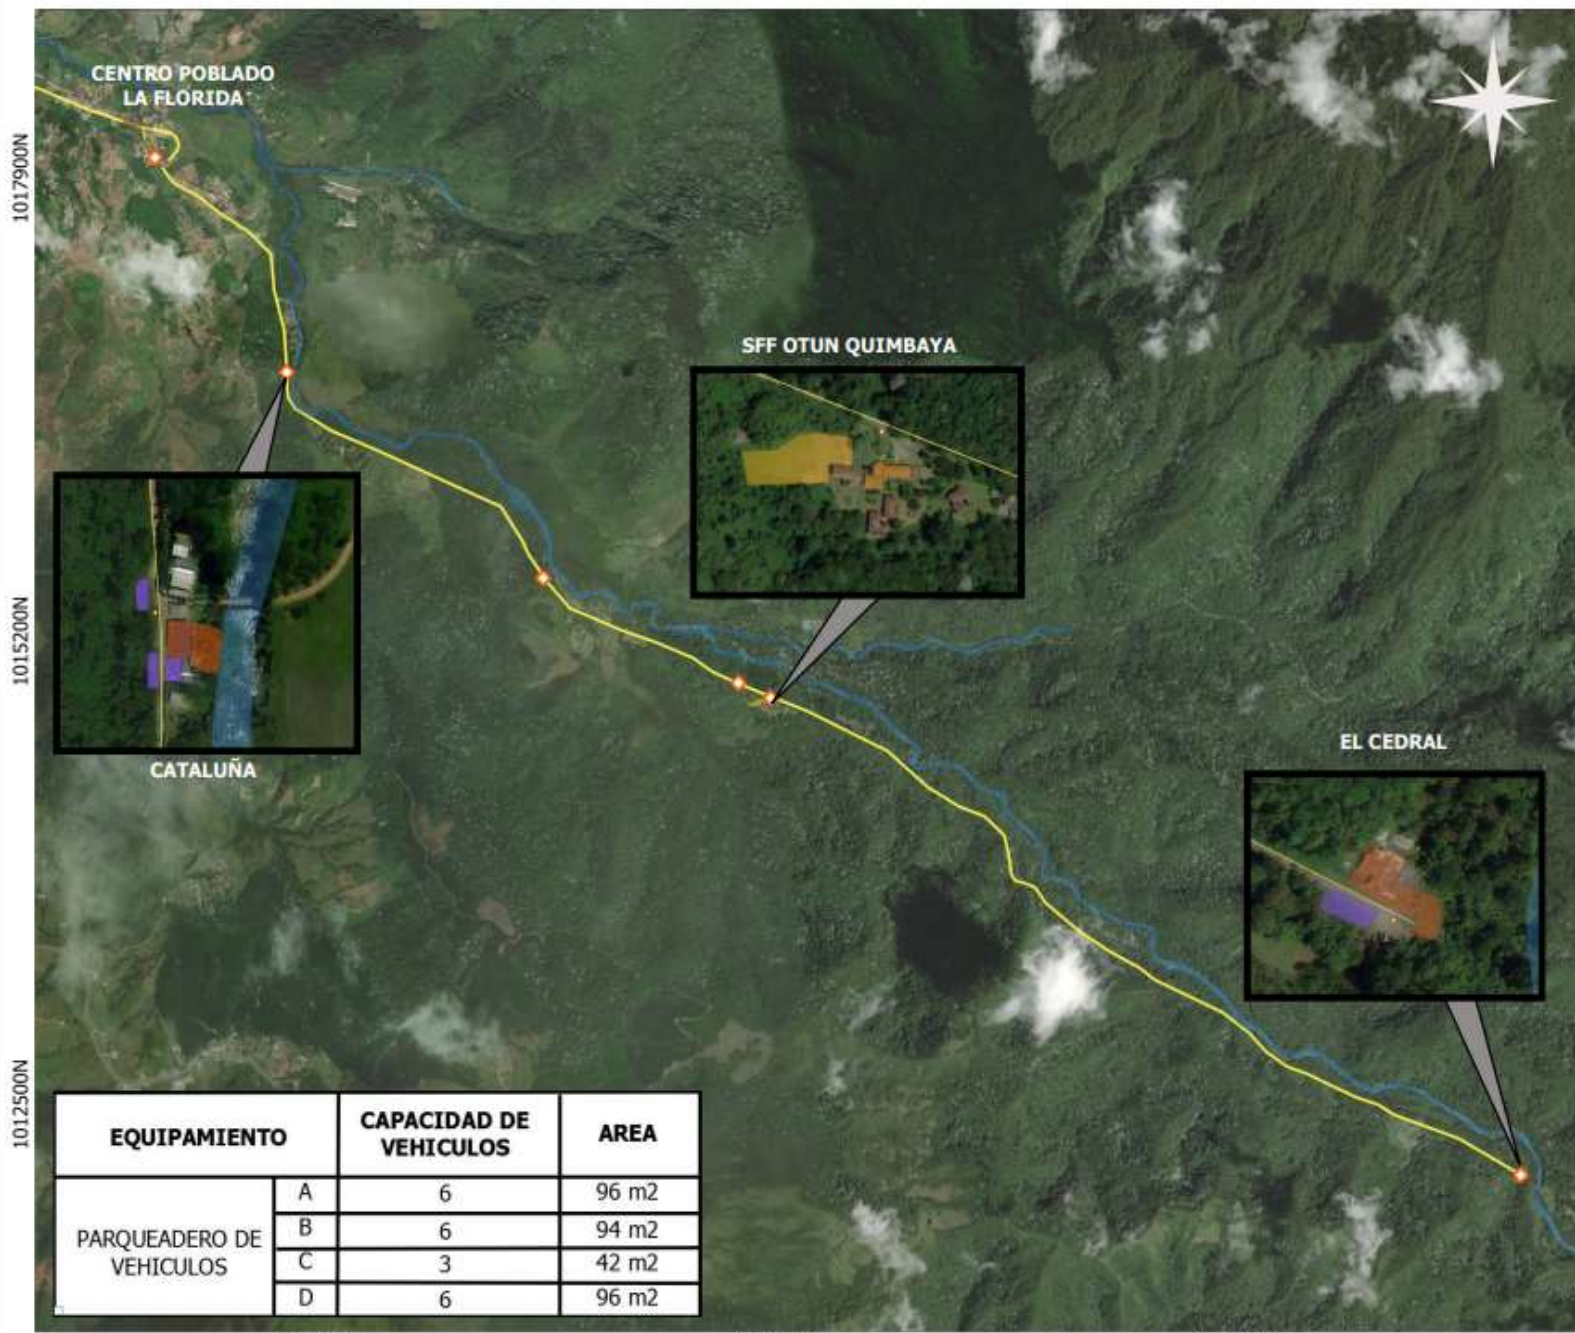 CENTRO POBLADO
LA FLORIDA
1017900N
SFF OTUN QUIMBAYA
1015200N
EL CEDRAL
CATALUÑA
1012500N
EQUIPAMIENTO
CAPACIDAD DE
VEHICULOS
AREA
PARQUEADERO DE
VEHICULOS
A 6 96 m2
B 6 94 m2
C 3 42 m2
D 6 96 m2